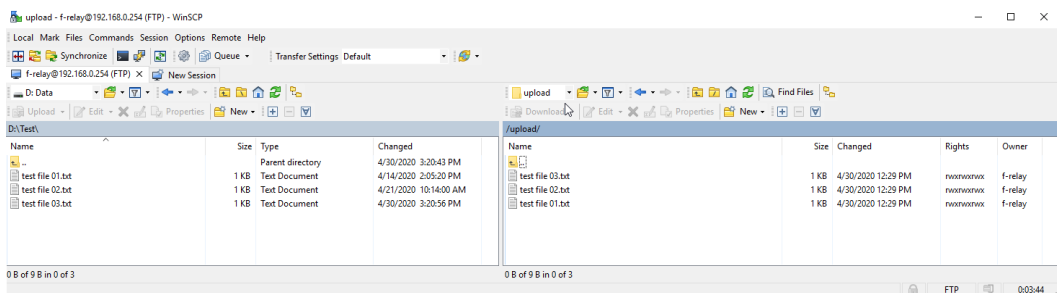 upload - f-relay@192.168.0.254 (FTP) - WinSCP
Local Mark Files Commands Session Options Remote Help
Synchronize Queue Transfer Settings Default
f-relay@192.168.0.254 (FTP) × New Session
D: Data upload Find Files
Upload Edit Properties New Download Edit Properties New
D:\Test\ /upload/
Name Size Type Changed Name Size Changed Rights Owner
.. Parent directory 4/30/2020 3:20:43 PM ..
test file 01.txt 1 KB Text Document 4/14/2020 2:05:20 PM test file 03.txt 1 KB 4/30/2020 12:29 PM rwxrwxrwx f-relay
test file 02.txt 1 KB Text Document 4/21/2020 10:14:00 AM test file 02.txt 1 KB 4/30/2020 12:29 PM rwxrwxrwx f-relay
test file 03.txt 1 KB Text Document 4/30/2020 3:20:56 PM test file 01.txt 1 KB 4/30/2020 12:29 PM rwxrwxrwx f-relay
0 B of 9 B in 0 of 3 0 B of 9 B in 0 of 3
FTP 0:03:44